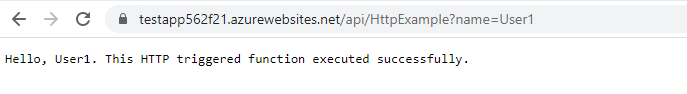 testapp562f21.azurewebsites.net/api/HttpExample?name=User1
Hello, User1. This HTTP triggered function executed successfully.